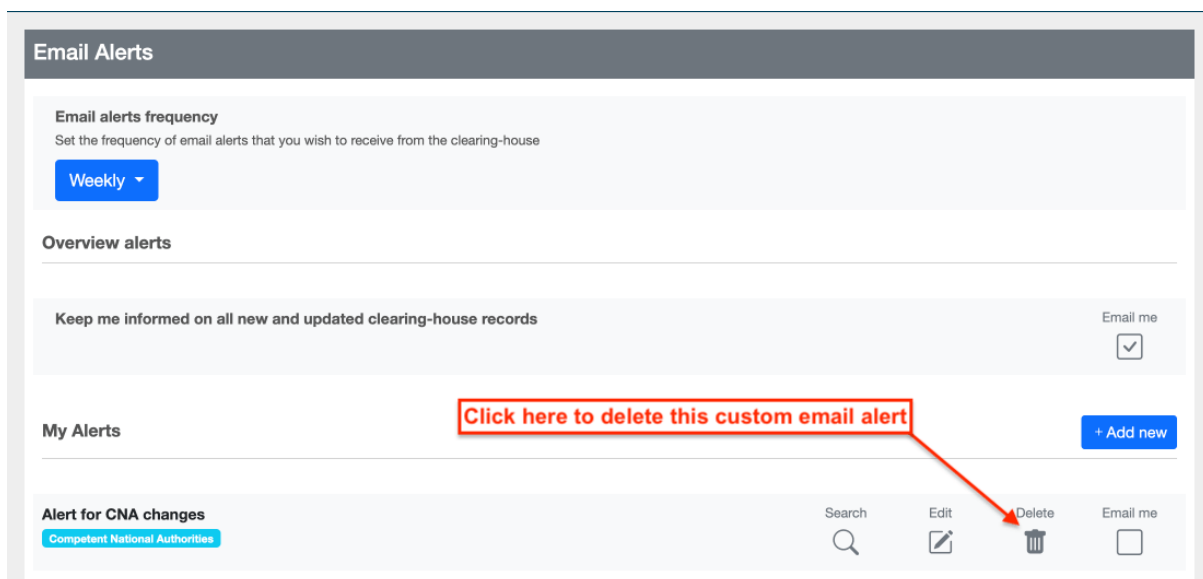 Email Alerts
Email alerts frequency
Set the frequency of email alerts that you wish to receive from the clearing-house
Weekly
Overview alerts
Keep me informed on all new and updated clearing-house records
Email me
Click here to delete this custom email alert
My Alerts
+ Add new
Alert for CNA changes
Search
Edit
Delete
Email me
Competent National Authorities